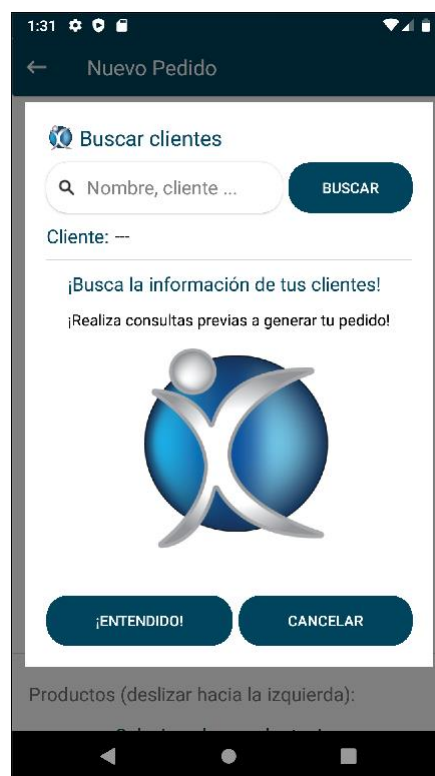 1:31
Nuevo Pedido
Buscar clientes
Nombre, cliente ...
BUSCAR
Cliente: ---
¡Busca la información de tus clientes!
¡Realiza consultas previas a generar tu pedido!
¡ENTENDIDO!
CANCELAR
Productos (deslizar hacia la izquierda):